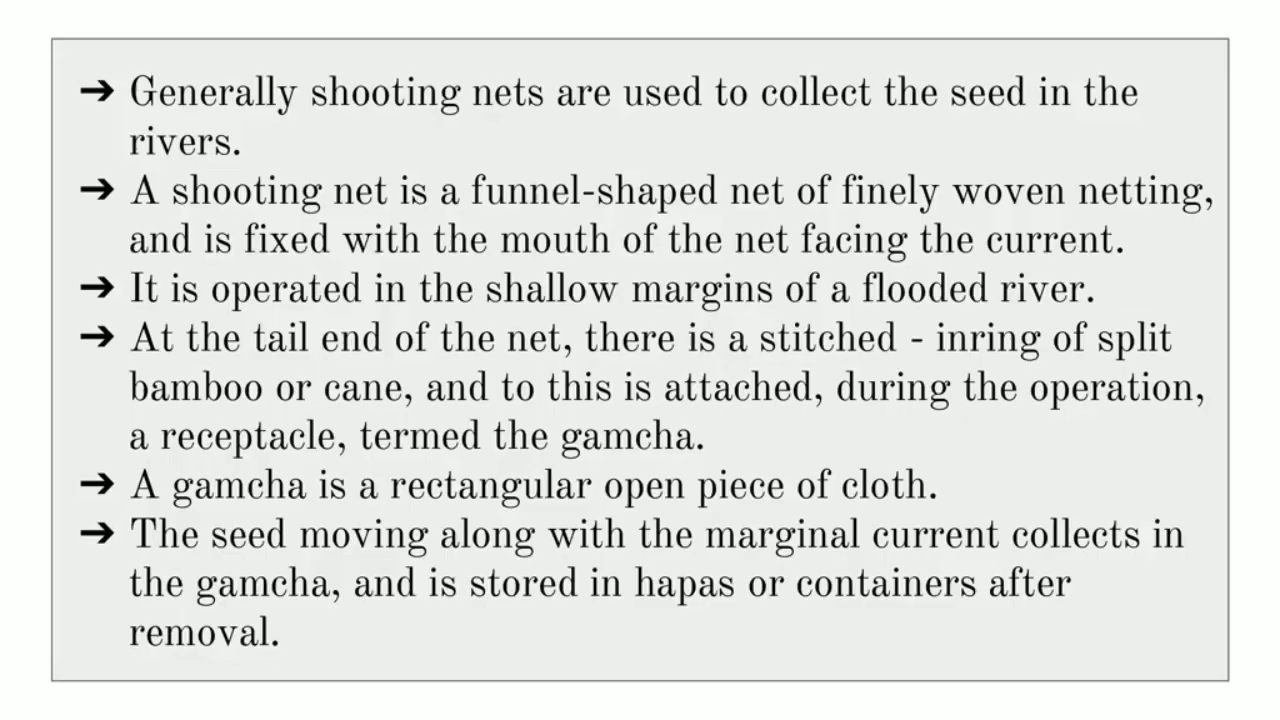 ➔ Generally shooting nets are used to collect the seed in the
rivers.
➔ A shooting net is a funnel-shaped net of finely woven netting,
and is fixed with the mouth of the net facing the current.
➔ It is operated in the shallow margins of a flooded river.
➔ At the tail end of the net, there is a stitched - inring of split
bamboo or cane, and to this is attached, during the operation,
a receptacle, termed the gamcha.
➔ A gamcha is a rectangular open piece of cloth.
➔ The seed moving along with the marginal current collects in
the gamcha, and is stored in hapas or containers after
removal.